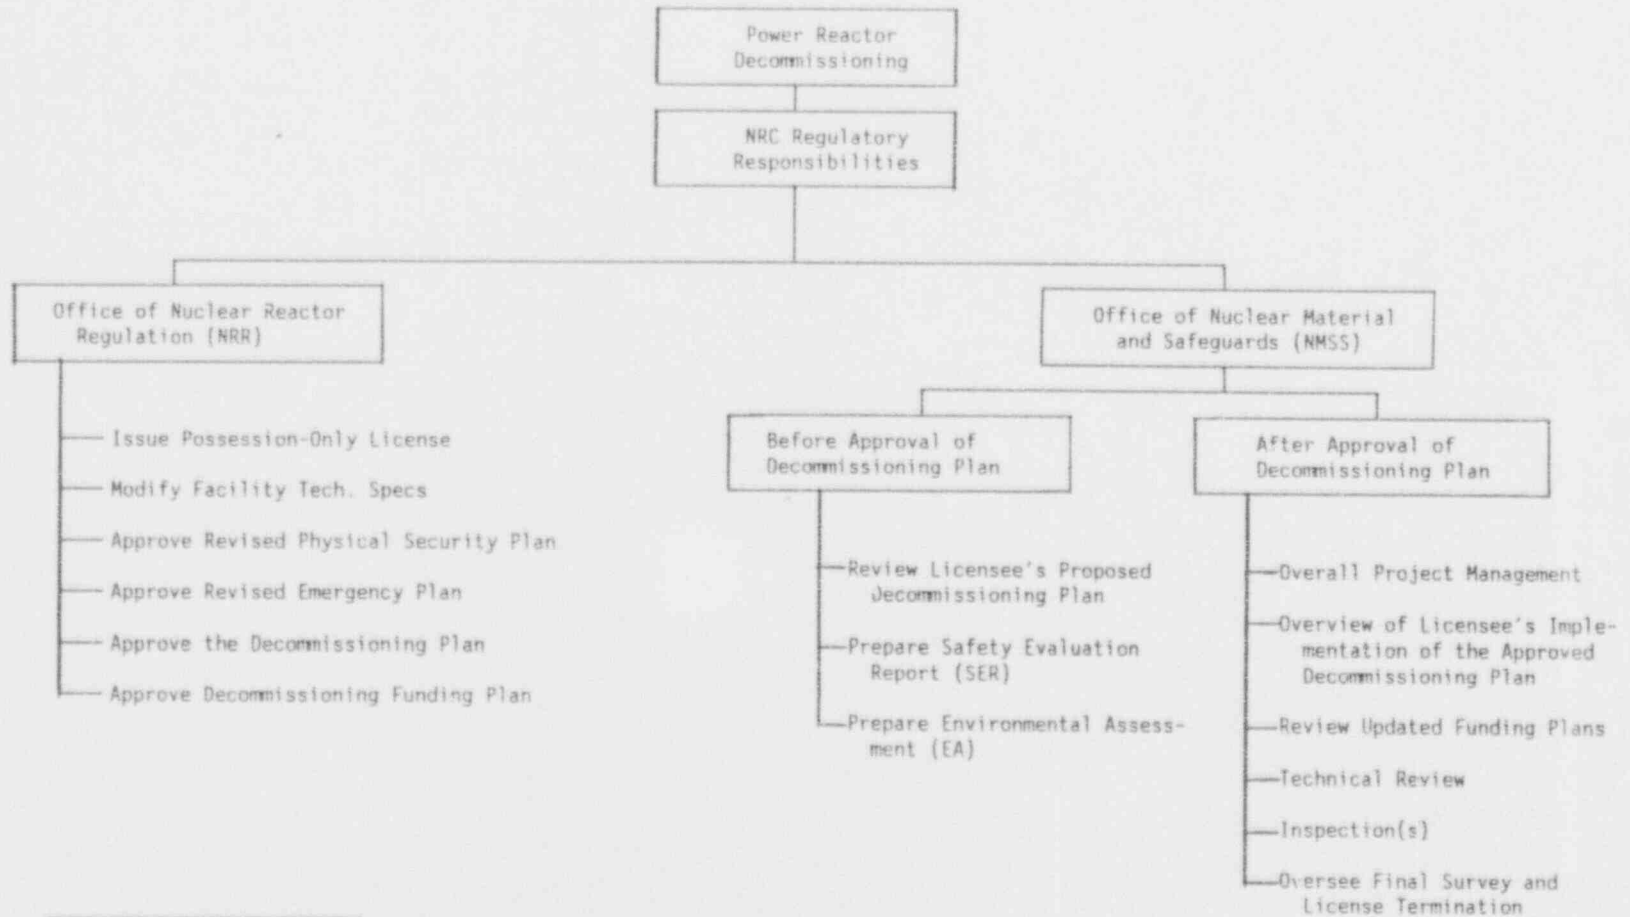 Power Reactor
Decommissioning
NRC Regulatory
Responsibilities
Office of Nuclear Reactor
Regulation (NRR)
Issue Possession-Only License
Modify Facility Tech. Specs
Approve Revised Physical Security Plan
Approve Revised Emergency Plan
Approve the Decommissioning Plan
Approve Decommissioning Funding Plan
Office of Nuclear Material
and Safeguards (NMSS)
Before Approval of
Decommissioning Plan
Review Licensee's Proposed
Decommissioning Plan
Prepare Safety Evaluation
Report (SER)
Prepare Environmental Assess-
ment (EA)
After Approval of
Decommissioning Plan
Overall Project Management
Overview of Licensee's Imple-
mentation of the Approved
Decommissioning Plan
Review Updated Funding Plans
Technical Review
Inspection(s)
Oversee Final Survey and
License Termination